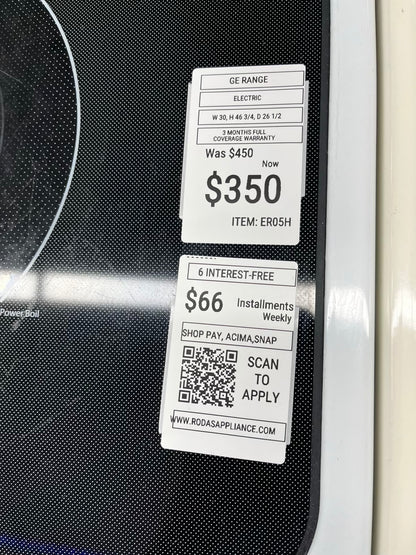 GE RANGE
ELECTRIC
W 30, H 46 3/4, D 26 1/2
3 MONTHS FULL
COVERAGE WARRANTY
Was $450
Now
$350
ITEM: ER05H
6 INTEREST-FREE
$66 Installments
Weekly
SHOP PAY, ACIMA,SNAP
SCAN
TO
APPLY
WWW.RODASAPPLIANCE.COM
Power Boil